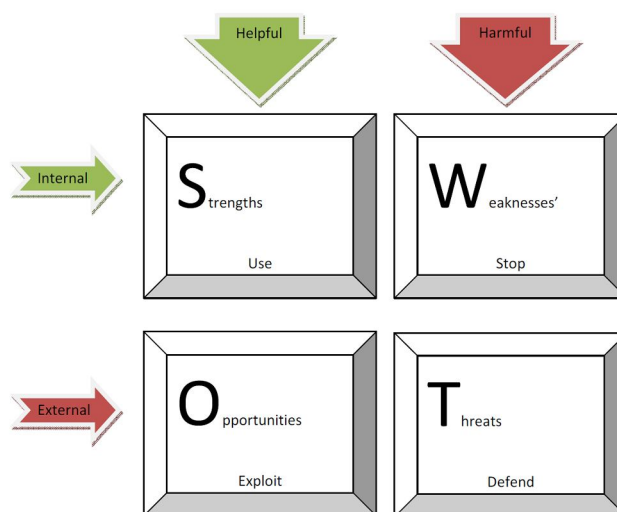 Helpful
Harmful
Internal
Strengths
Use
Weaknesses’
Stop
External
Opportunities
Exploit
Threats
Defend